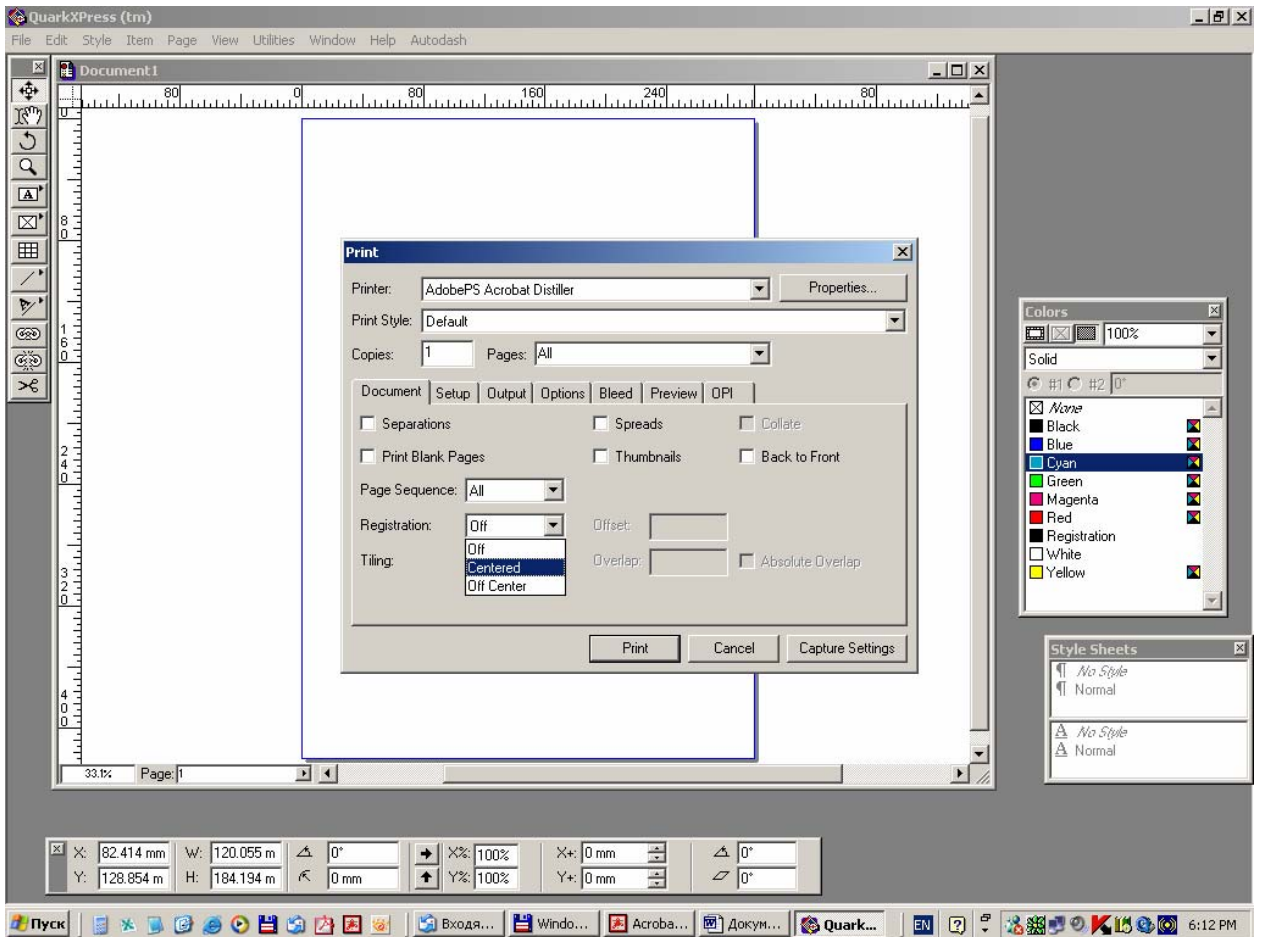 QuarkXPress (tm)
File Edit Style Item Page View Utilities Window Help Autodash
Document1
80 0 80 160 240 80
0
80
160
240
320
400
Print
Printer: AdobePS Acrobat Distiller Properties...
Print Style: Default
Copies: 1 Pages: All
Document Setup Output Options Bleed Preview OPI
Separations Spreads Collate
Print Blank Pages Thumbnails Back to Front
Page Sequence: All
Registration: Off Offset:
Off
Tiling: Centered Overlap: Absolute Overlap
Off Center
Print Cancel Capture Settings
Colors
100%
Solid
#1 #2 0°
None
Black
Blue
Cyan
Green
Magenta
Red
Registration
White
Yellow
Style Sheets
No Style
Normal
A No Style
A Normal
33.1% Page: 1
X: 82.414 mm W: 120.055 m 0° X%: 100% X+: 0 mm 0°
Y: 128.854 m H: 184.194 m 0 mm Y%: 100% Y+: 0 mm 0°
Пуск Входя... Windo... Acroba... Докум... Quark... EN 6:12 PM